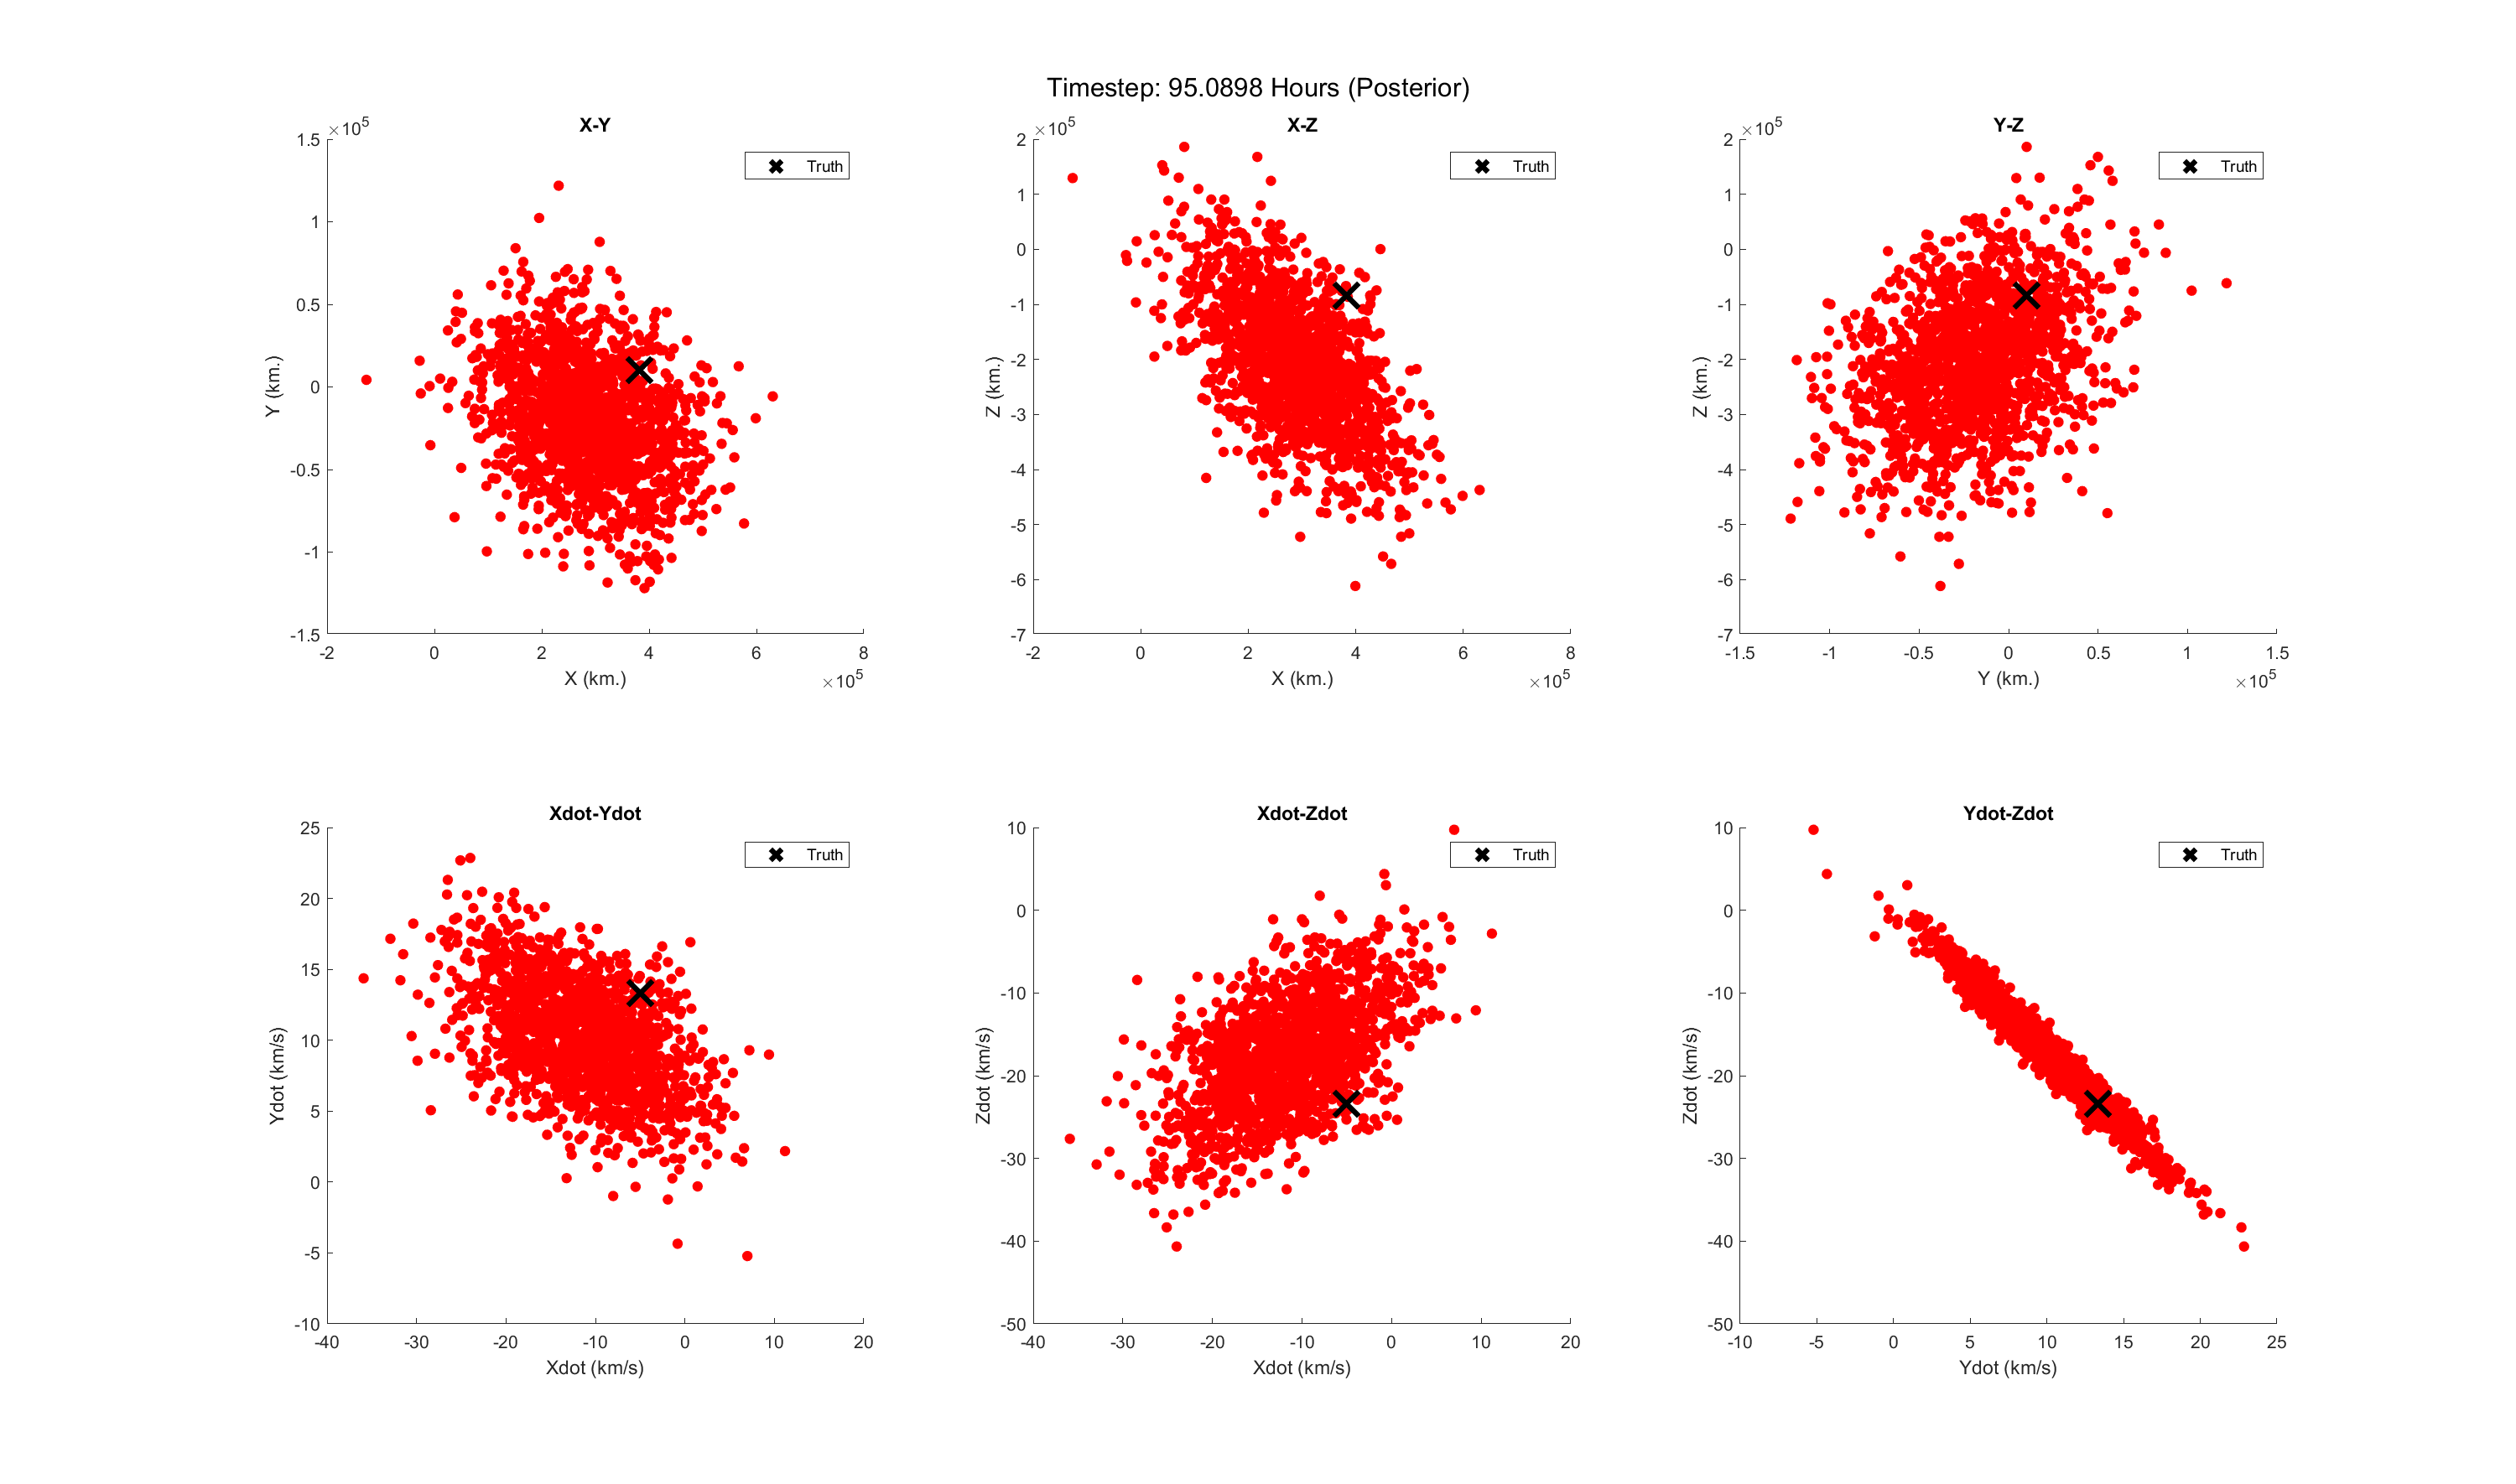 Timestep: 95.0898 Hours (Posterior)
X-Y
×10^5
1.5
1
0.5
0
-0.5
-1
-1.5
Y (km.)
-2 0 2 4 6 8
X (km.)
×10^5
Truth
X-Z
×10^5
2
1
0
-1
-2
-3
-4
-5
-6
-7
Z (km.)
-2 0 2 4 6 8
X (km.)
×10^5
Truth
Y-Z
×10^5
2
1
0
-1
-2
-3
-4
-5
-6
-7
Z (km.)
-1.5 -1 -0.5 0 0.5 1 1.5
Y (km.)
×10^5
Truth
Xdot-Ydot
25
20
15
10
5
0
-5
-10
Ydot (km/s)
-40 -30 -20 -10 0 10 20
Xdot (km/s)
Truth
Xdot-Zdot
10
0
-10
-20
-30
-40
-50
Zdot (km/s)
-40 -30 -20 -10 0 10 20
Xdot (km/s)
Truth
Ydot-Zdot
10
0
-10
-20
-30
-40
-50
Zdot (km/s)
-10 -5 0 5 10 15 20 25
Ydot (km/s)
Truth